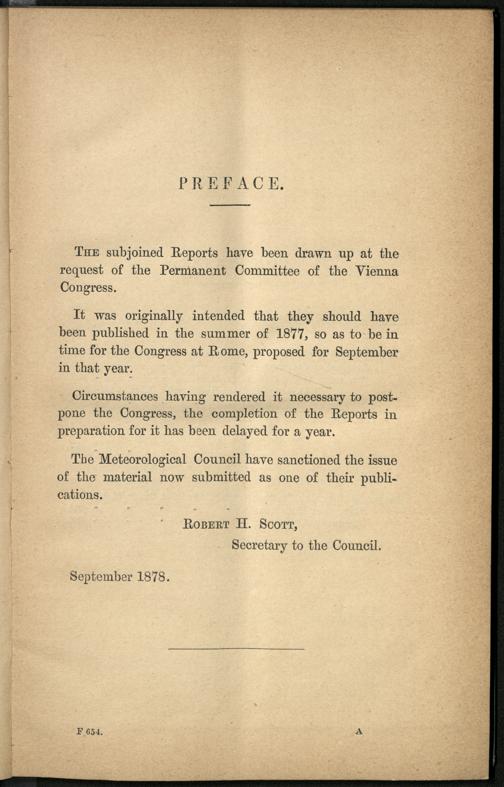 PREFACE.
THE subjoined Reports have been drawn up at the
request of the Permanent Committee of the Vienna
Congress.
It was originally intended that they should have
been published in the summer of 1877, so as to be in
time for the Congress at Rome, proposed for September
in that year.
Circumstances having rendered it necessary to post-
pone the Congress, the completion of the Reports in
preparation for it has been delayed for a year.
The Meteorological Council have sanctioned the issue
of the material now submitted as one of their publi-
cations.
ROBERT H. SCOTT,
Secretary to the Council.
September 1878.
F 654. A